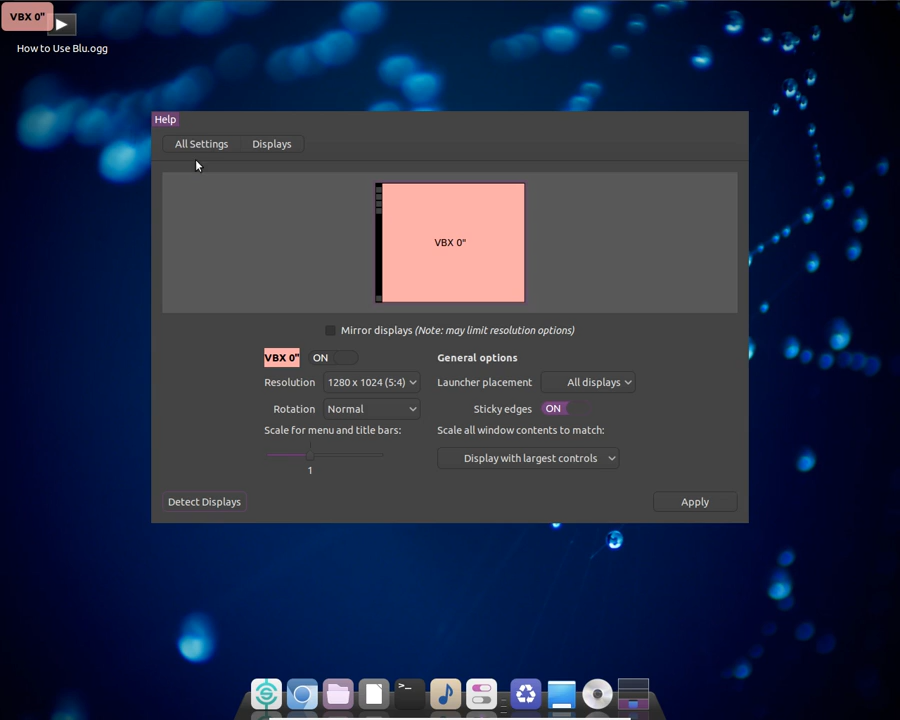 VBX 0"
How to Use Blu.ogg
Help
All Settings
Displays
VBX 0"
Mirror displays (Note: may limit resolution options)
VBX 0"
ON
General options
Resolution
1280 x 1024 (5:4)
Launcher placement
All displays
Rotation
Normal
Sticky edges
ON
Scale for menu and title bars:
Scale all window contents to match:
Display with largest controls
1
Detect Displays
Apply
>_